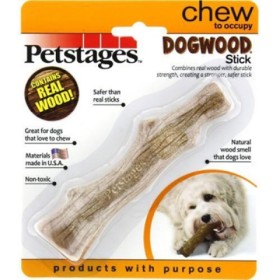 chew
to occupy
Petstages®
DOGWOOD
Stick
Combines real wood with durable
strength, creating a stronger, safer stick
CONTAINS
REAL
WOOD!
Safer than
real sticks
Great for dogs
that love to chew
Materials
made in U.S.A.
Non-toxic
Petstages
Natural
wood smell
that dogs love
products with purpose